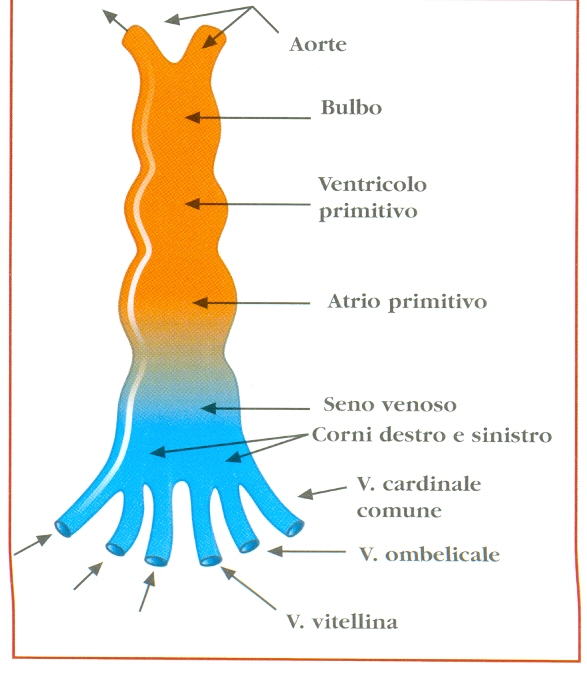 Aorte
Bulbo
Ventricolo
primitivo
Atrio primitivo
Seno venoso
Corni destro e sinistro
V. cardinale
comune
V. ombelicale
V. vitellina